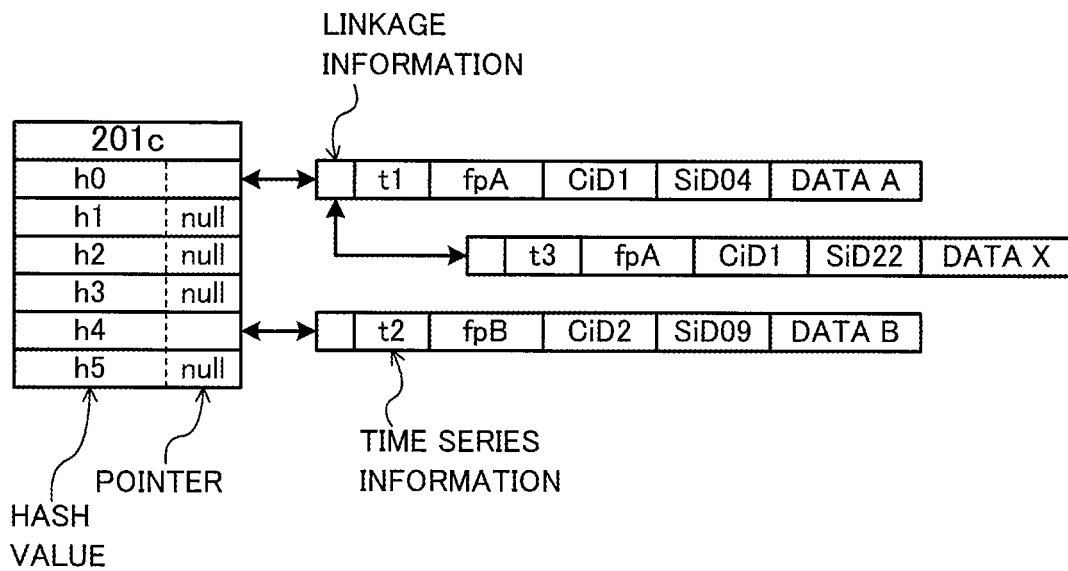 LINKAGE
INFORMATION
201c
h0 t1 fpA CiD1 SiD04 DATA A
h1 null
h2 null t3 fpA CiD1 SiD22 DATA X
h3 null
h4 t2 fpB CiD2 SiD09 DATA B
h5 null
TIME SERIES
INFORMATION
POINTER
HASH
VALUE